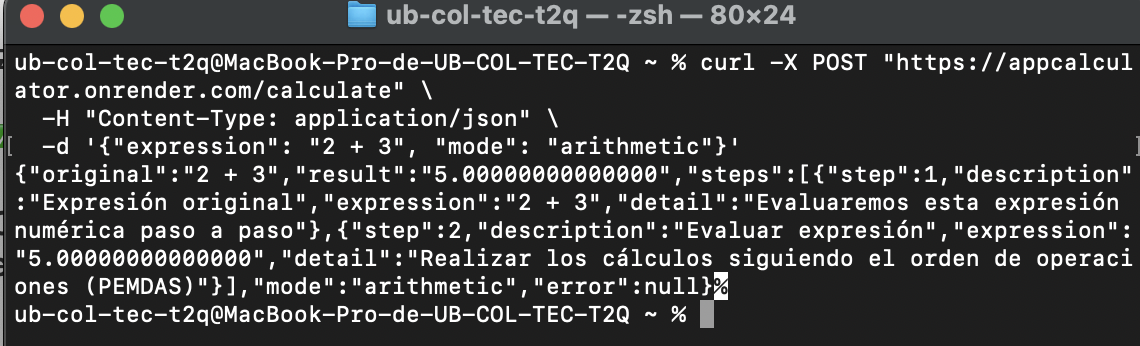 ub-col-tec-t2q — -zsh — 80×24
ub-col-tec-t2q@MacBook-Pro-de-UB-COL-TEC-T2Q ~ % curl -X POST "https://appcalcul
ator.onrender.com/calculate" \
  -H "Content-Type: application/json" \
[ -d '{"expression": "2 + 3", "mode": "arithmetic"}' ]
{"original":"2 + 3","result":"5.00000000000000","steps":[{"step":1,"description"
:"Expresión original","expression":"2 + 3","detail":"Evaluaremos esta expresión 
numérica paso a paso"},{"step":2,"description":"Evaluar expresión","expression":
"5.00000000000000","detail":"Realizar los cálculos siguiendo el orden de operaci
ones (PEMDAS)"}],"mode":"arithmetic","error":null}%
ub-col-tec-t2q@MacBook-Pro-de-UB-COL-TEC-T2Q ~ %